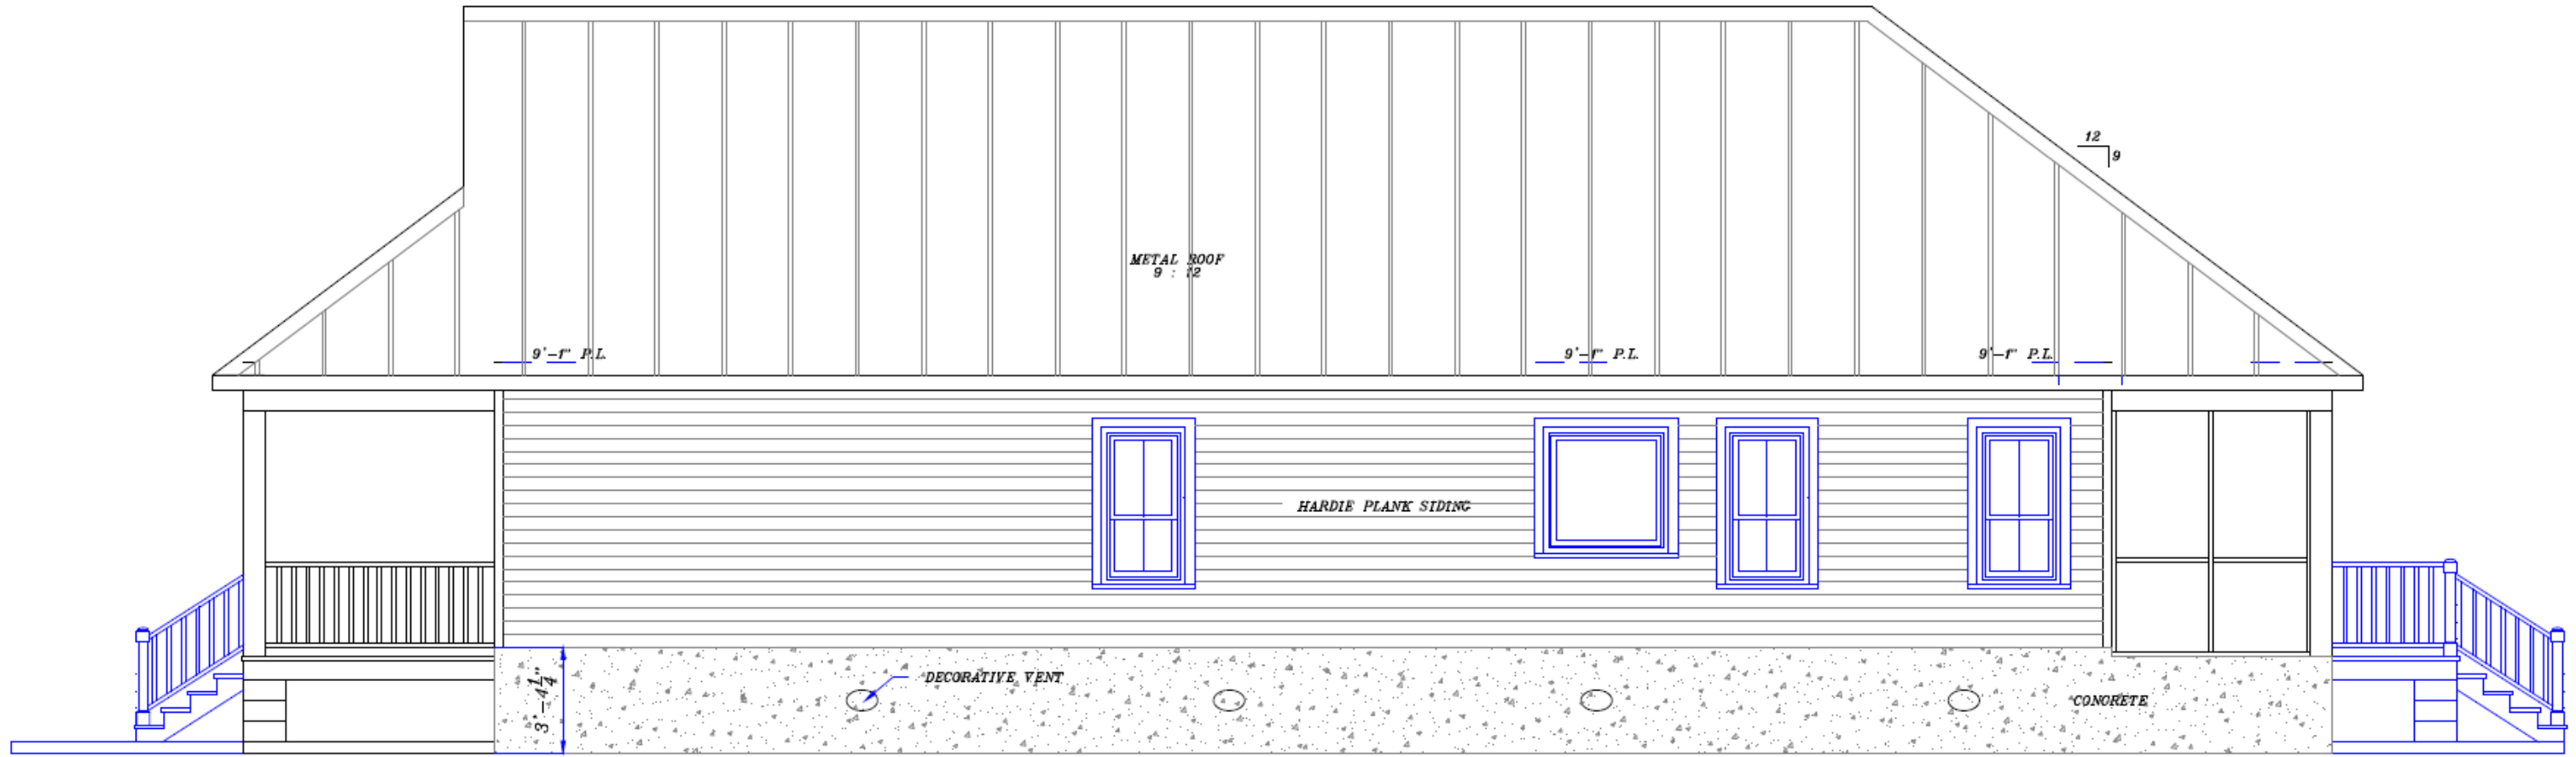 12
9
METAL ROOF
9 : 12
9'-1" P.L.
9'-1" P.L.
9'-1" P.L.
HARDIE PLANK SIDING
DECORATIVE VENT
CONCRETE
3'-4 1/4"